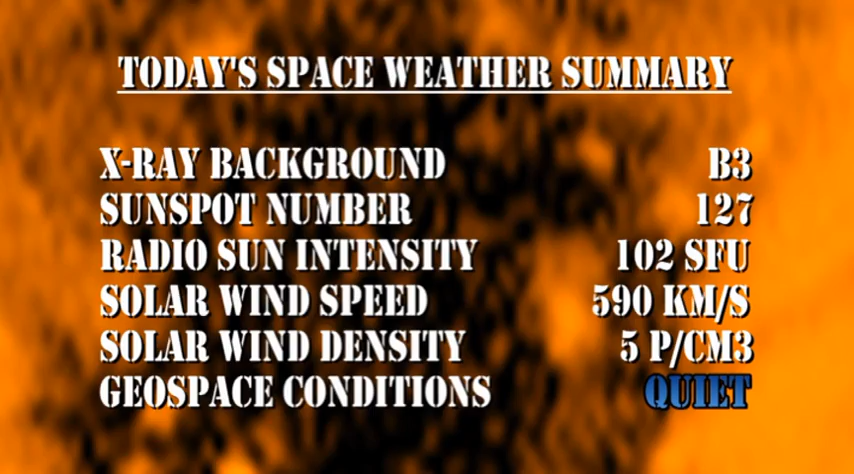 TODAY'S SPACE WEATHER SUMMARY
X-RAY BACKGROUND B3
SUNSPOT NUMBER 127
RADIO SUN INTENSITY 102 SFU
SOLAR WIND SPEED 590 KM/S
SOLAR WIND DENSITY 5 P/CM3
GEOSPACE CONDITIONS QUIET